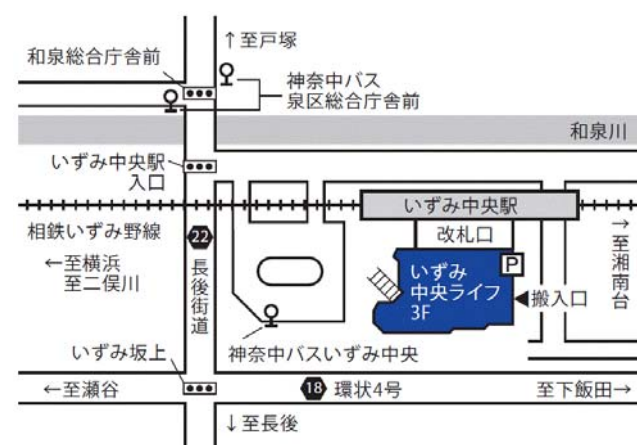 ↑至戸塚
和泉総合庁舎前
神奈中バス
泉区総合庁舎前
和泉川
いずみ中央駅
入口
いずみ中央駅
改札口
相鉄いずみ野線
←至横浜
至二俣川
22
長後街道
いずみ
中央ライフ
3F
P
搬入口
→至湘南台
神奈中バスいずみ中央
いずみ坂上
←至瀬谷
18 環状4号
至下飯田→
↓至長後